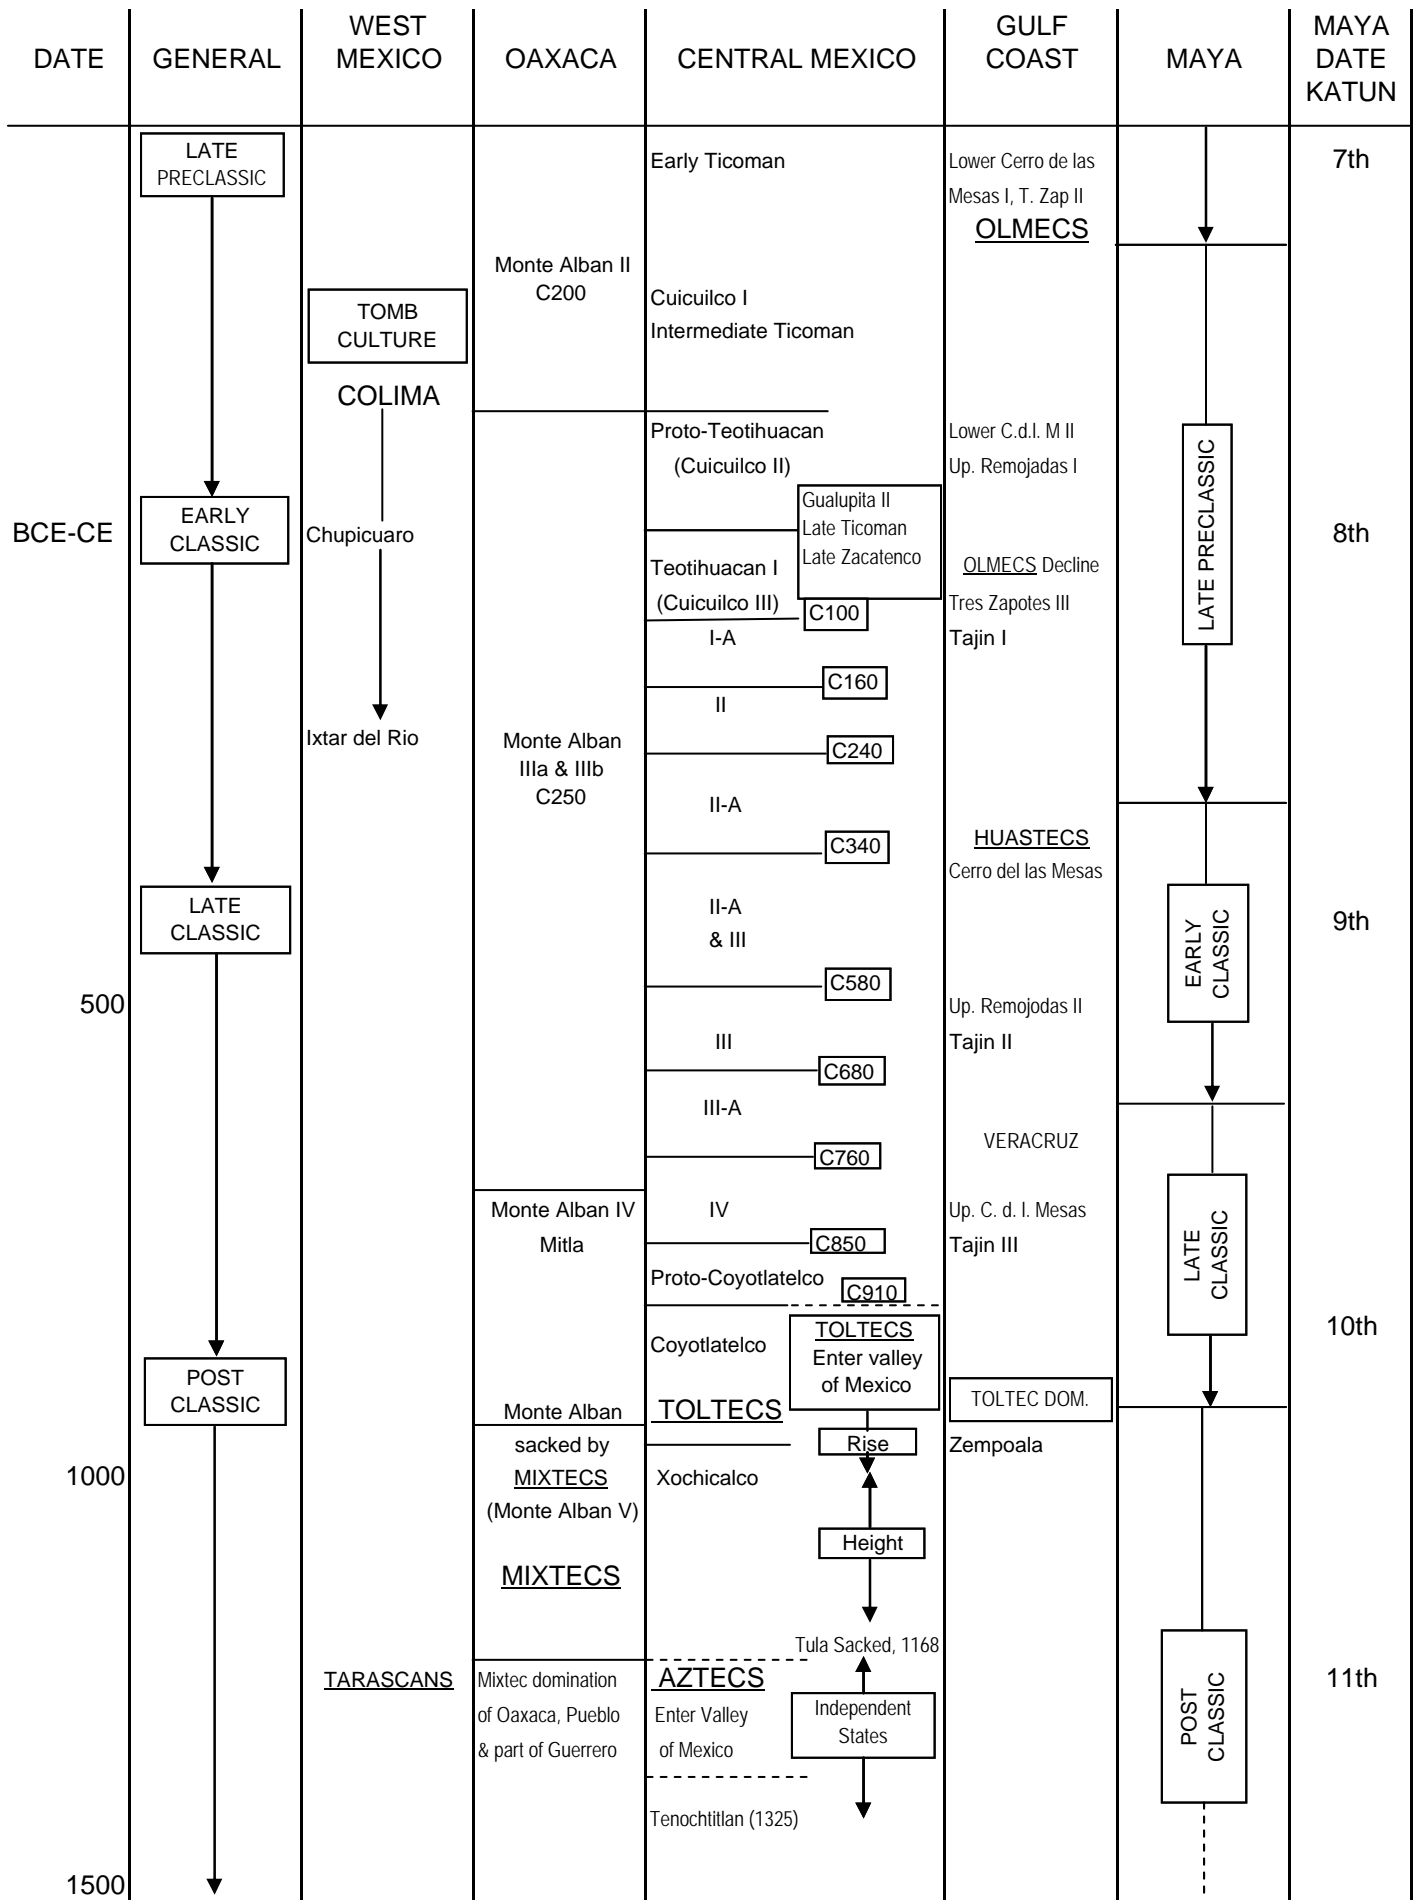 DATE
GENERAL
WEST
MEXICO
OAXACA
CENTRAL MEXICO
GULF
COAST
MAYA
MAYA
DATE
KATUN
BCE-CE
500
1000
1500
LATE
PRECLASSIC
EARLY
CLASSIC
LATE
CLASSIC
POST
CLASSIC
TOMB
CULTURE
COLIMA
Chupicuaro
Ixtar del Rio
TARASCANS
Monte Alban II
C200
Monte Alban
IIIa & IIIb
C250
Monte Alban IV
Mitla
Monte Alban
sacked by
MIXTECS
(Monte Alban V)
MIXTECS
Mixtec domination
of Oaxaca, Pueblo
& part of Guerrero
Early Ticoman
Cuicuilco I
Intermediate Ticoman
Proto-Teotihuacan
(Cuicuilco II)
Gualupita II
Late Ticoman
Late Zacatenco
Teotihuacan I
(Cuicuilco III)
C100
I-A
C160
II
C240
II-A
C340
II-A
& III
C580
III
C680
III-A
C760
IV
C850
Proto-Coyotlatelco
C910
Coyotlatelco
TOLTECS
Enter valley
of Mexico
TOLTECS
Rise
Xochicalco
Height
Tula Sacked, 1168
AZTECS
Enter Valley
of Mexico
Independent
States
Tenochtitlan (1325)
Lower Cerro de las
Mesas I, T. Zap II
OLMECS
Lower C.d.l. M II
Up. Remojadas I
OLMECS Decline
Tres Zapotes III
Tajin I
HUASTECS
Cerro del las Mesas
Up. Remojodas II
Tajin II
VERACRUZ
Up. C. d. l. Mesas
Tajin III
TOLTEC DOM.
Zempoala
LATE PRECLASSIC
EARLY
CLASSIC
LATE
CLASSIC
POST
CLASSIC
7th
8th
9th
10th
11th